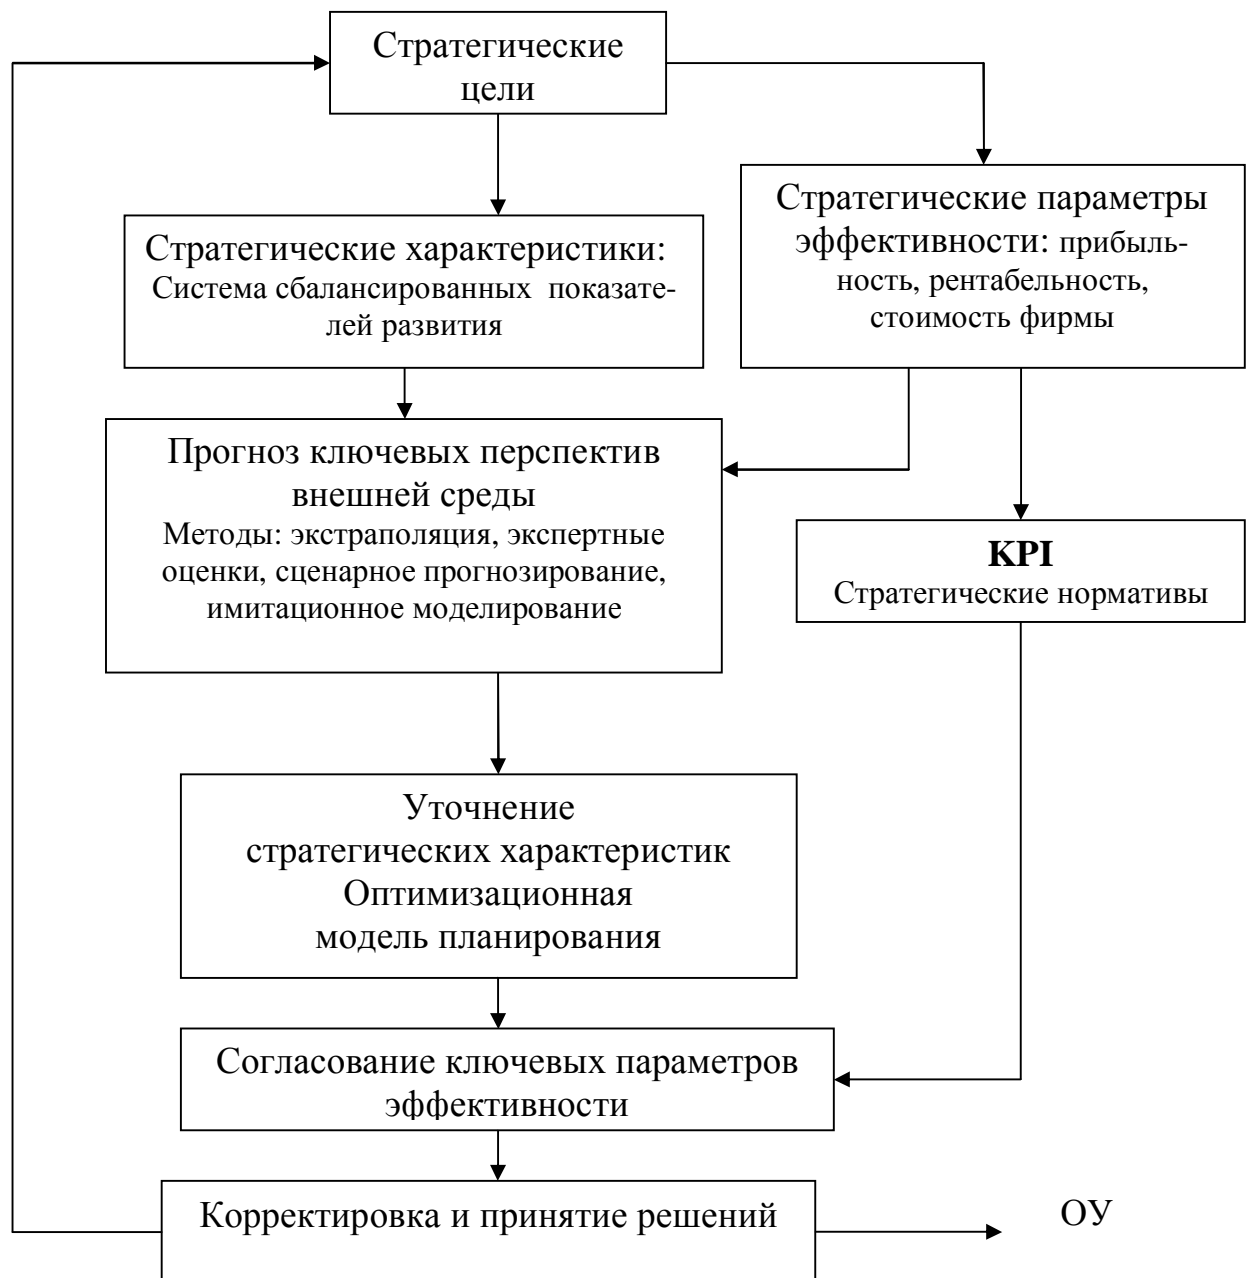 Стратегические
цели
Стратегические параметры
эффективности: прибыль-
ность, рентабельность,
стоимость фирмы
Стратегические характеристики:
Система сбалансированных показате-
лей развития
Прогноз ключевых перспектив
внешней среды
Методы: экстраполяция, экспертные
оценки, сценарное прогнозирование,
имитационное моделирование
KPI
Стратегические нормативы
Уточнение
стратегических характеристик
Оптимизационная
модель планирования
Согласование ключевых параметров
эффективности
Корректировка и принятие решений
ОУ